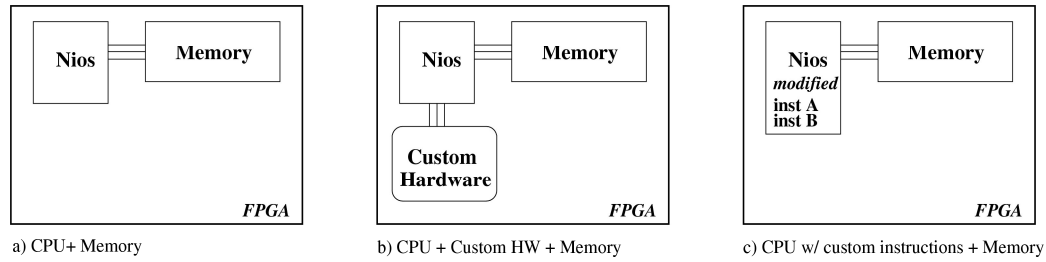 Nios
Memory
FPGA
a) CPU+ Memory
Nios
Memory
Custom
Hardware
FPGA
b) CPU + Custom HW + Memory
Nios
modified
inst A
inst B
Memory
FPGA
c) CPU w/ custom instructions + Memory